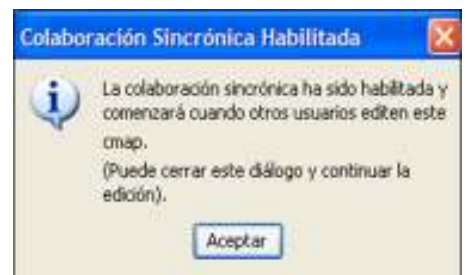 Colaboración Sincrónica Habilitada
La colaboración sincrónica ha sido habilitada y
comenzará cuando otros usuarios editen este
cmap.
(Puede cerrar este diálogo y continuar la
edición).
Aceptar